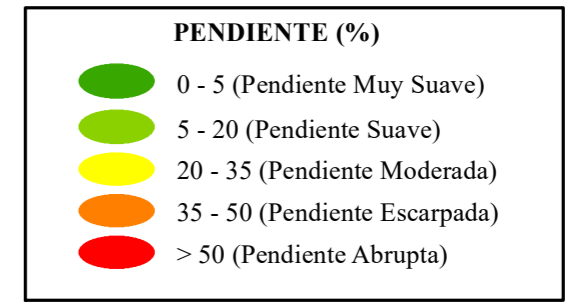 PENDIENTE (%)
0 - 5 (Pendiente Muy Suave)
5 - 20 (Pendiente Suave)
20 - 35 (Pendiente Moderada)
35 - 50 (Pendiente Escarpada)
> 50 (Pendiente Abrupta)